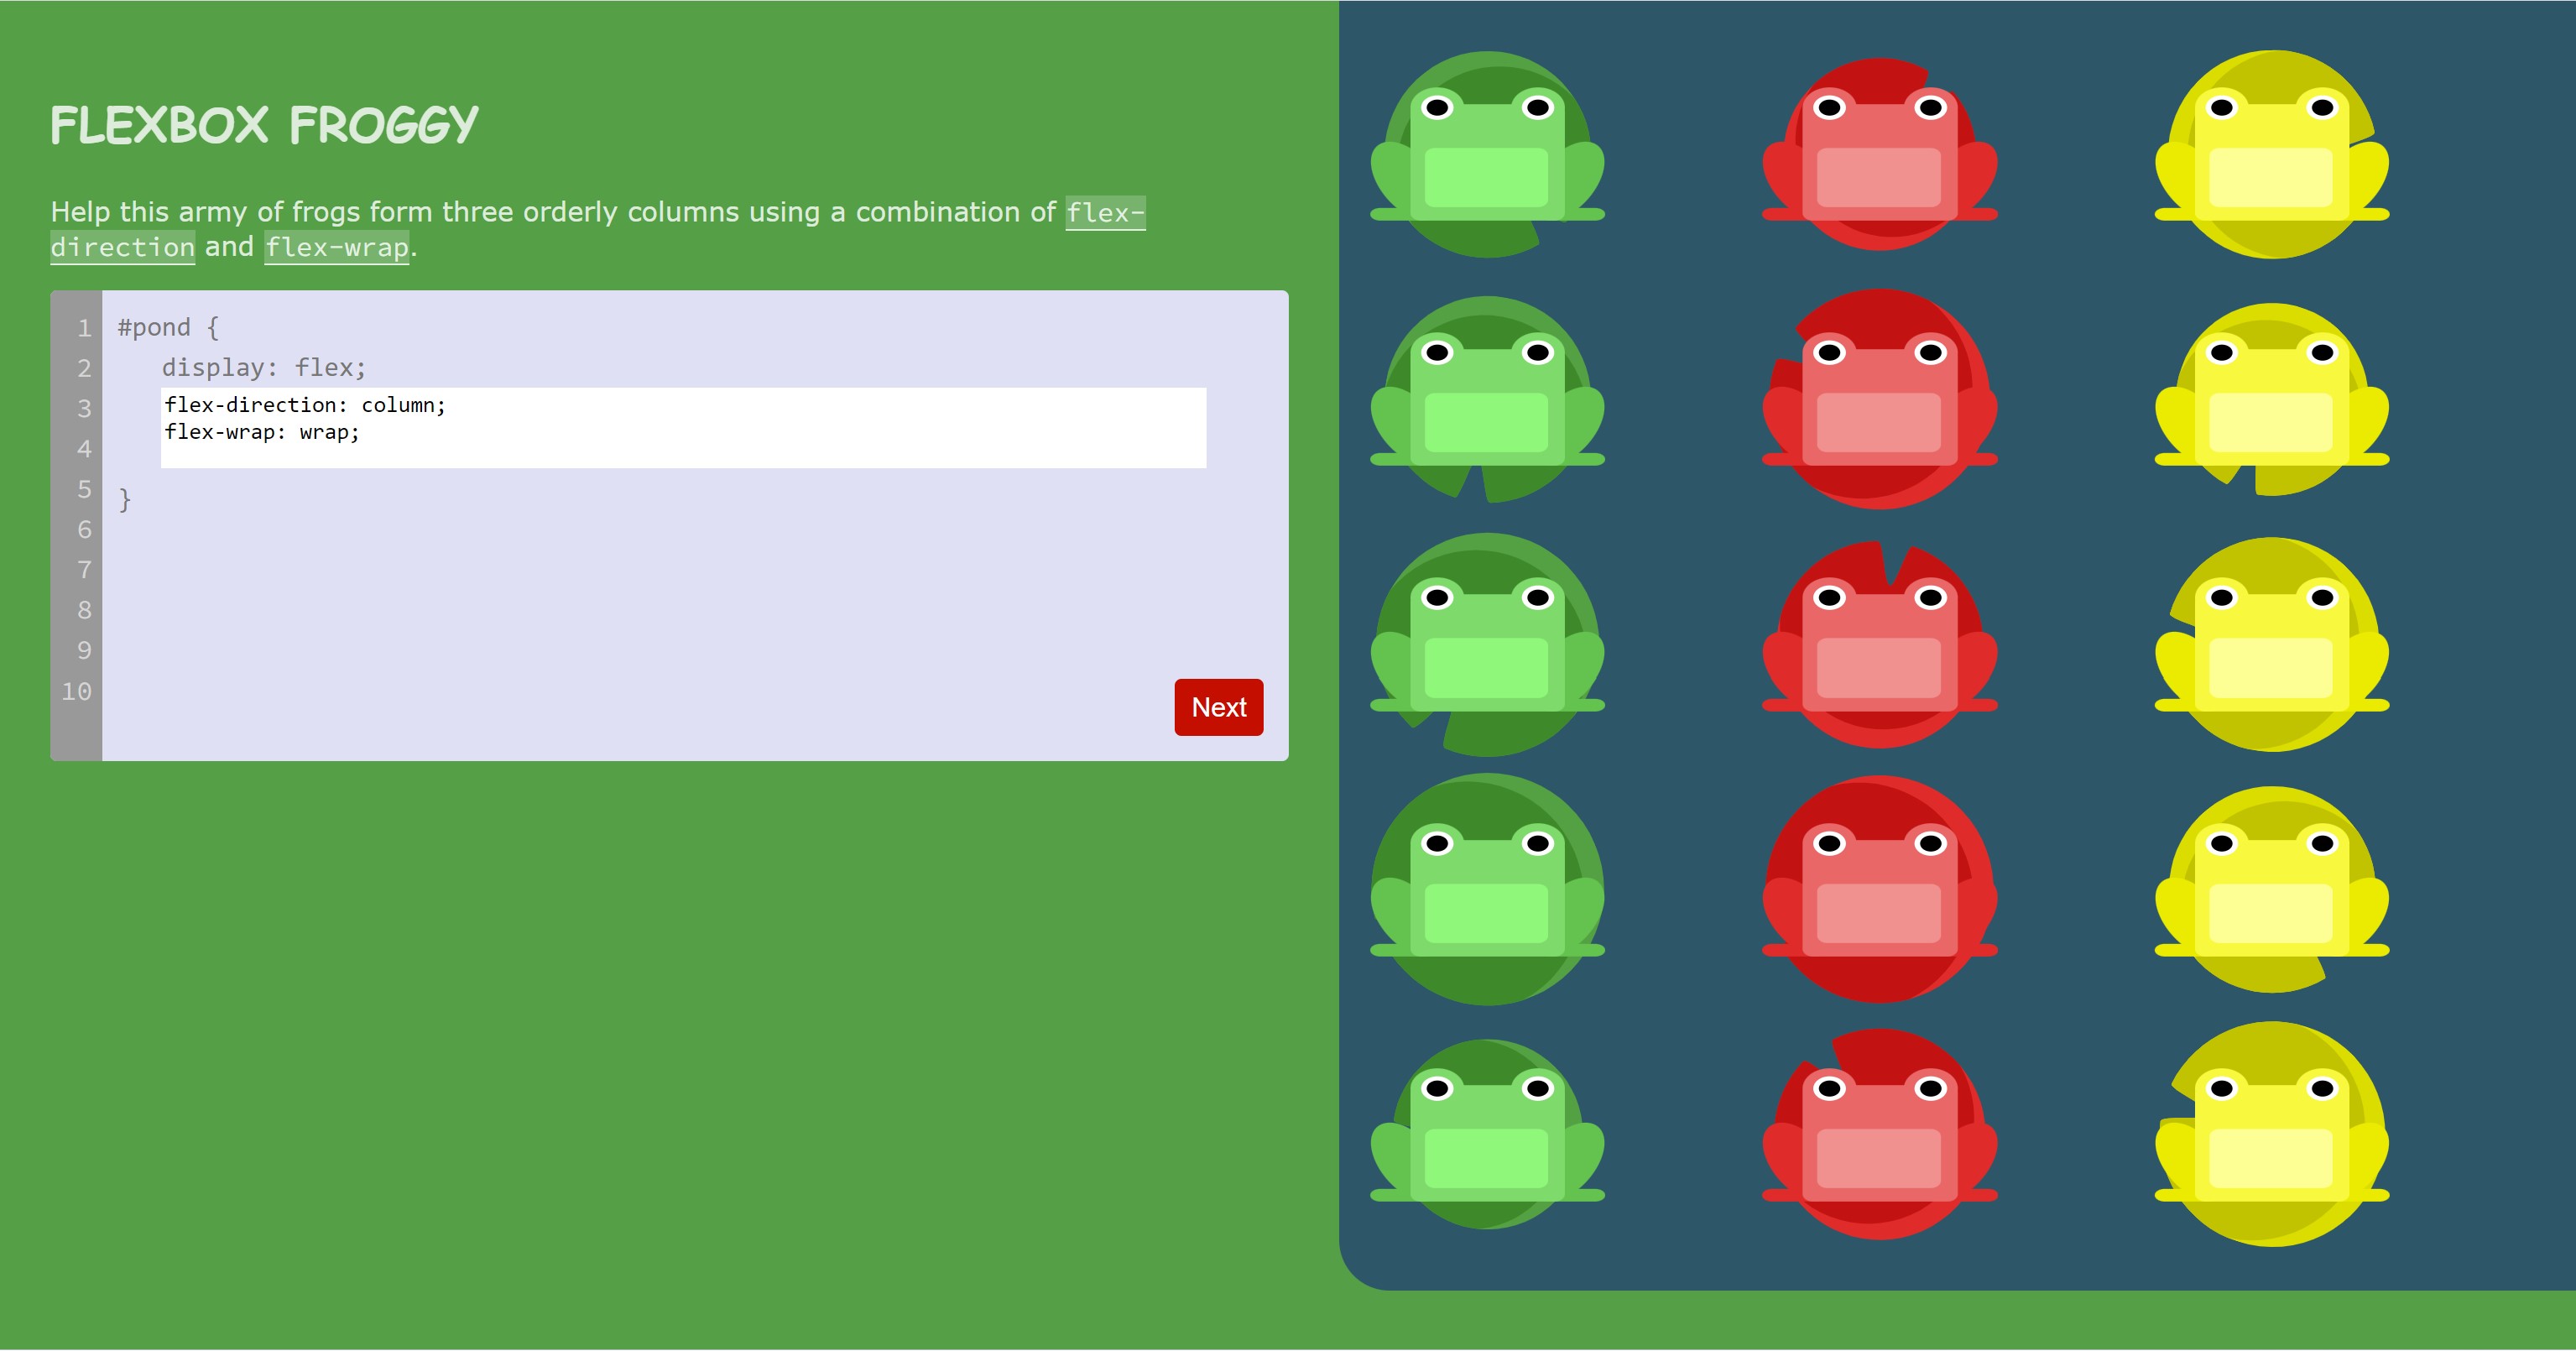 FLEXBOX FROGGY
Help this army of frogs form three orderly columns using a combination of flex-
direction and flex-wrap.
1 #pond {
2 display: flex;
3 flex-direction: column;
4 flex-wrap: wrap;
5 }
6
7
8
9
10
Next